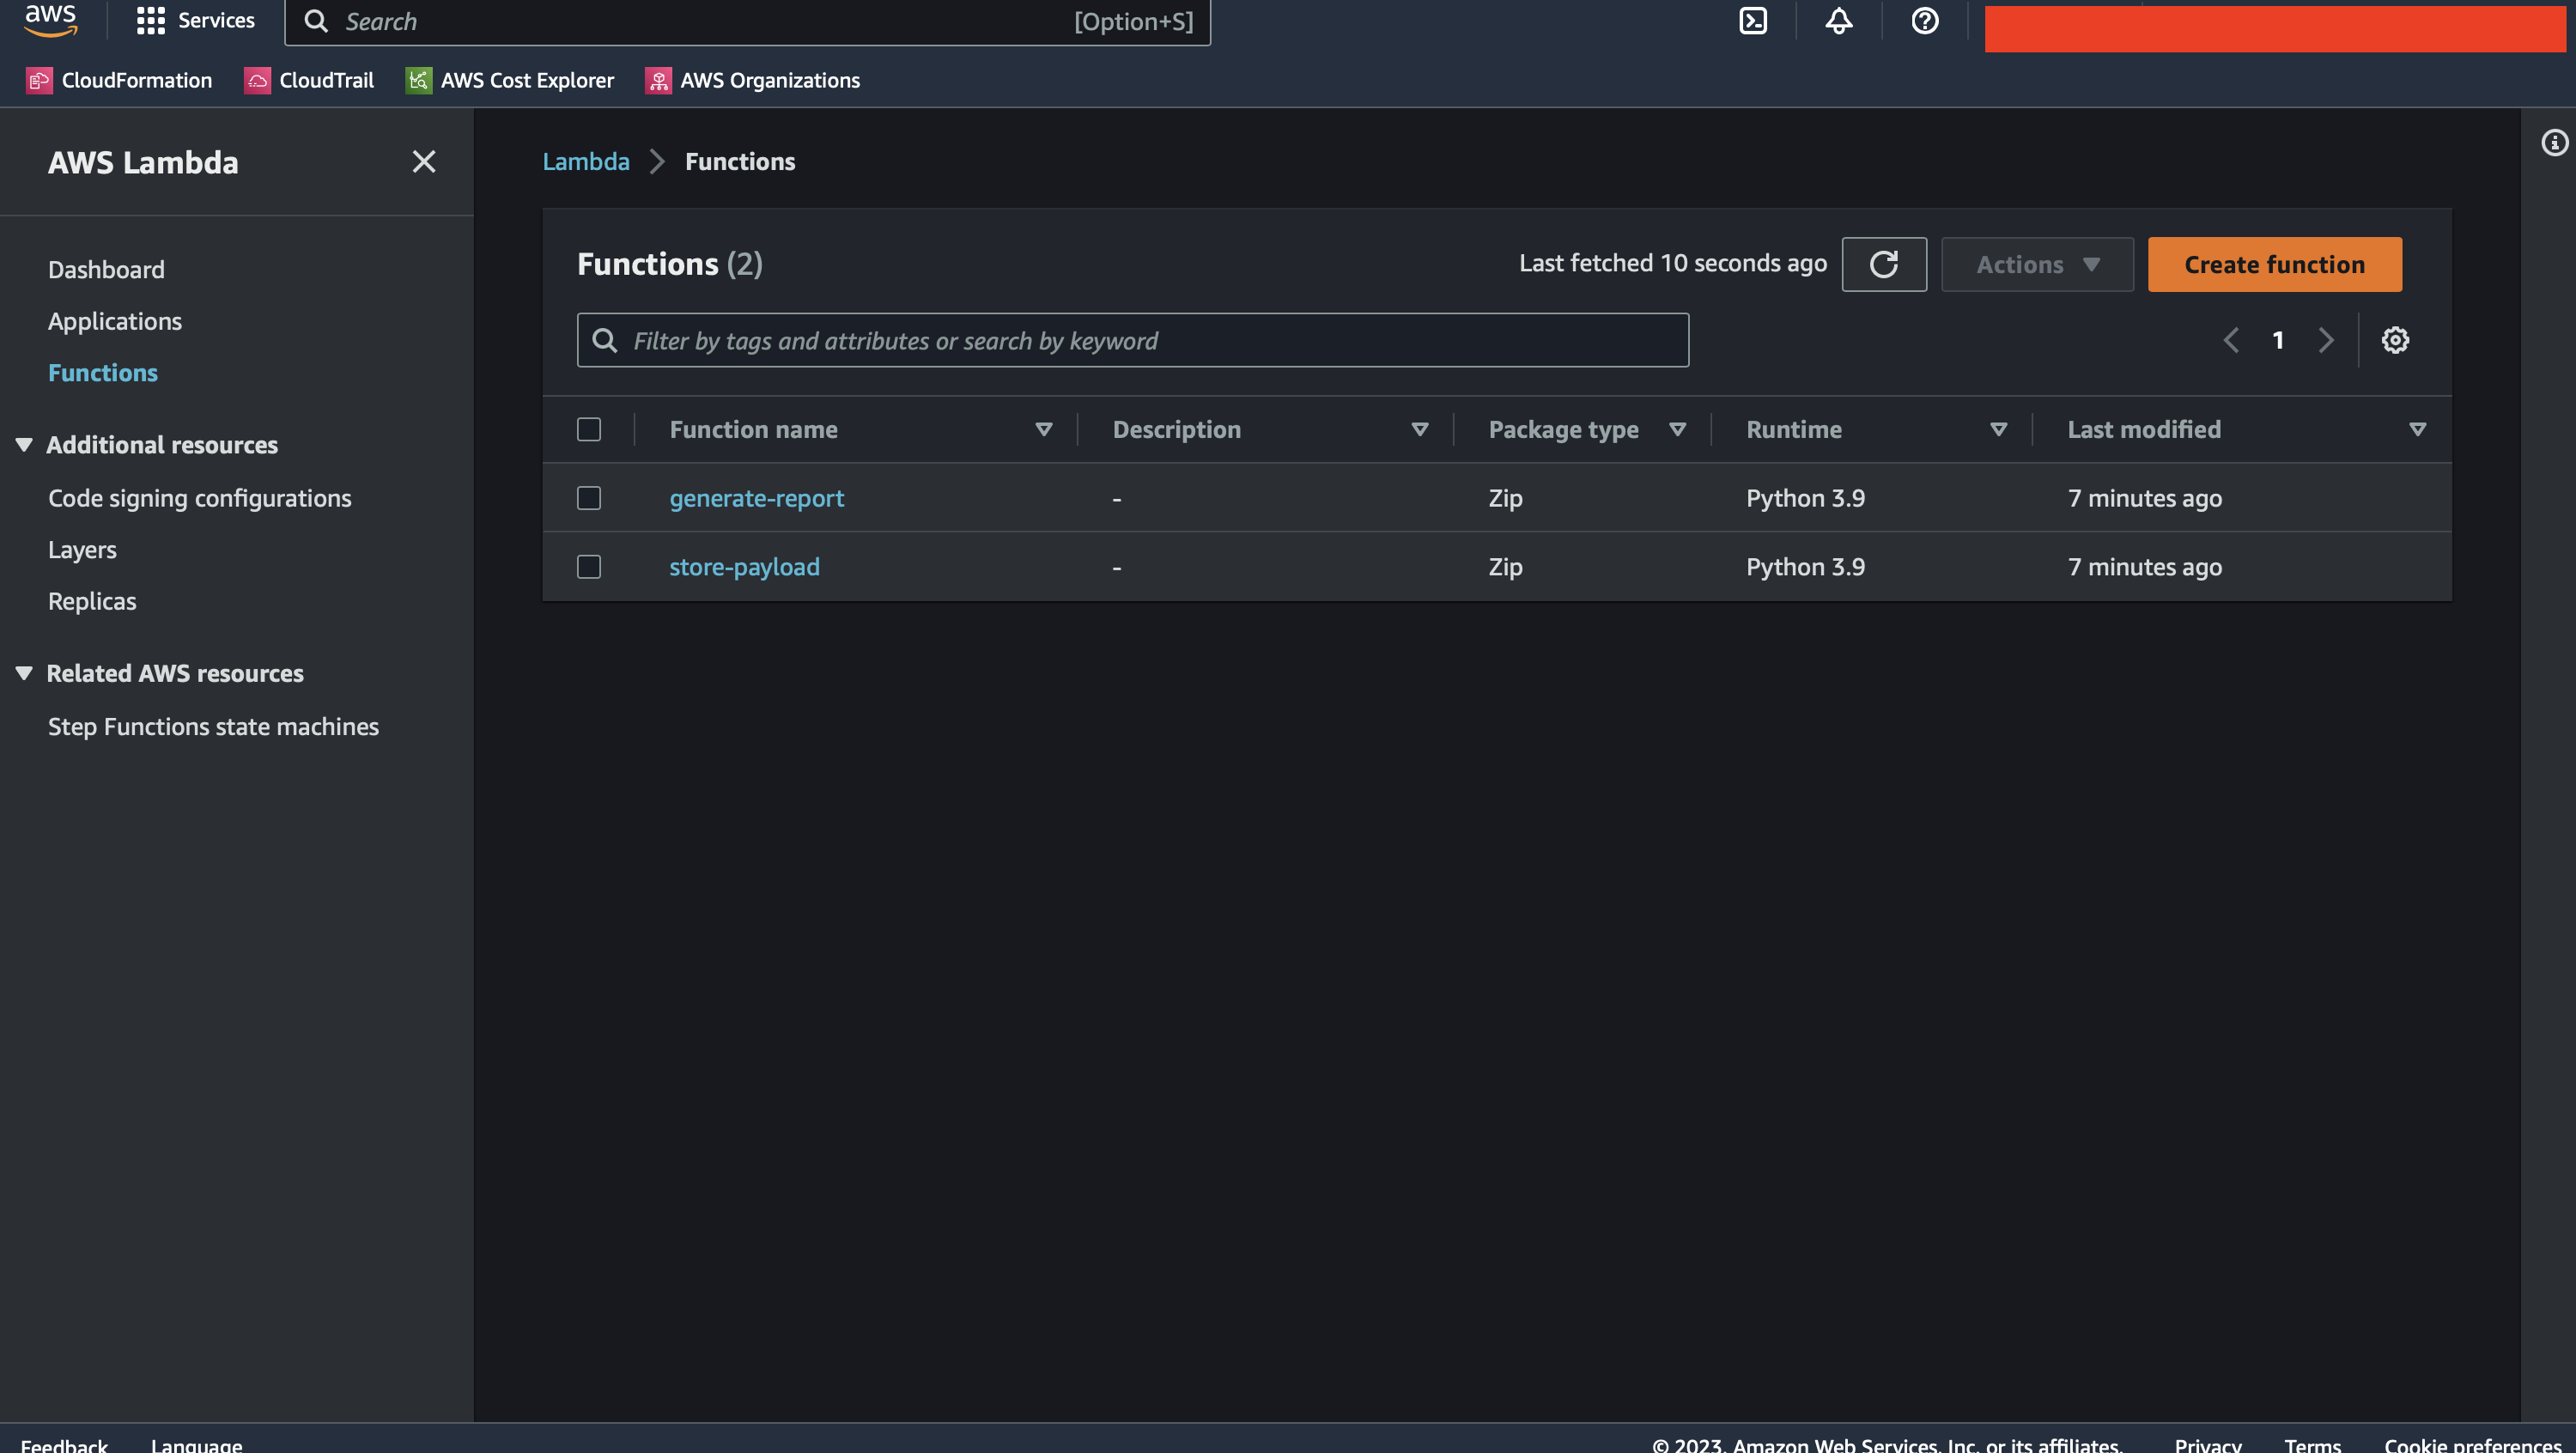 aws
Services
Search
[Option+S]
CloudFormation
CloudTrail
AWS Cost Explorer
AWS Organizations
AWS Lambda
Dashboard
Applications
Functions
Additional resources
Code signing configurations
Layers
Replicas
Related AWS resources
Step Functions state machines
Lambda
Functions
Functions (2)
Last fetched 10 seconds ago
Actions
Create function
Filter by tags and attributes or search by keyword
1
Function name Description Package type Runtime Last modified
generate-report - Zip Python 3.9 7 minutes ago
store-payload - Zip Python 3.9 7 minutes ago
Feedback Language © 2023, Amazon Web Services, Inc. or its affiliates. Privacy Terms Cookie preferences